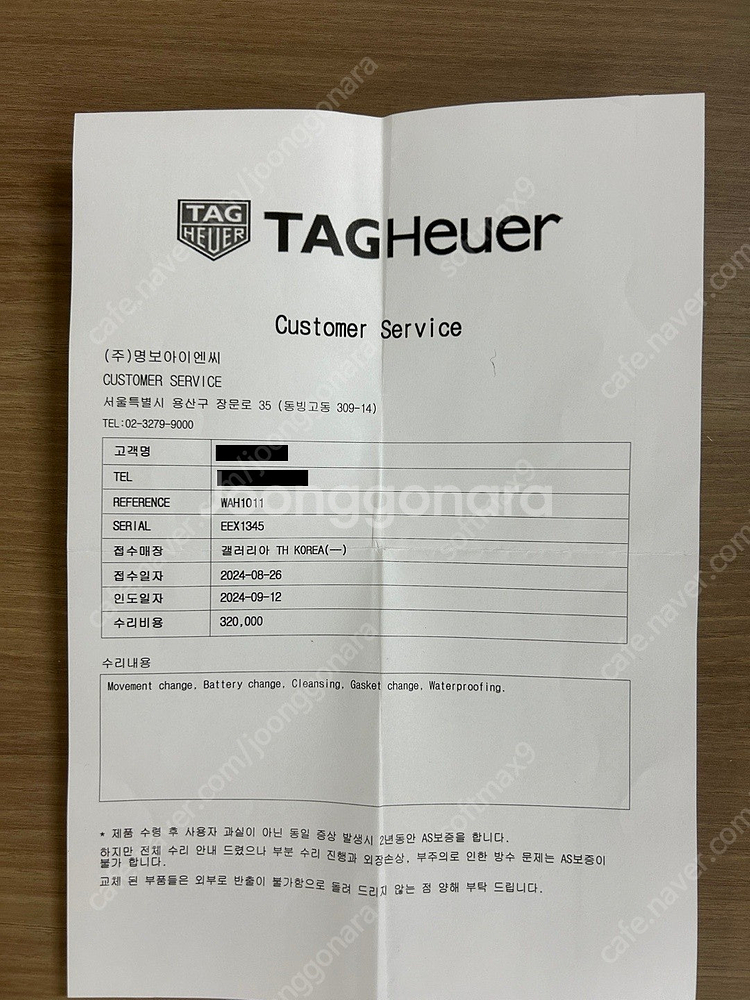 TAG
HEUER
TAGHeuer
Customer Service
(주)명보아이엔씨
CUSTOMER SERVICE
서울특별시 용산구 장문로 35 (동빙고동 309-14)
TEL:02-3279-9000
고객명
TEL
REFERENCE WAH1011
SERIAL EEX1345
접수매장 갤러리아 TH KOREA(—)
접수일자 2024-08-26
인도일자 2024-09-12
수리비용 320,000
수리내용
Movement change, Battery change, Cleansing, Gasket change, Waterproofing.
* 제품 수령 후 사용자 과실이 아닌 동일 증상 발생시 2년동안 AS보증을 합니다.
하지만 전체 수리 안내 드렸으나 부분 수리 진행과 외장손상, 부주의로 인한 방수 문제는 AS보증이
불가 합니다.
교체 된 부품들은 외부로 반출이 불가함으로 돌려 드리지 않는 점 양해 부탁 드립니다.
joonggonara
cafe.naver.com/joonggonara
softmax9